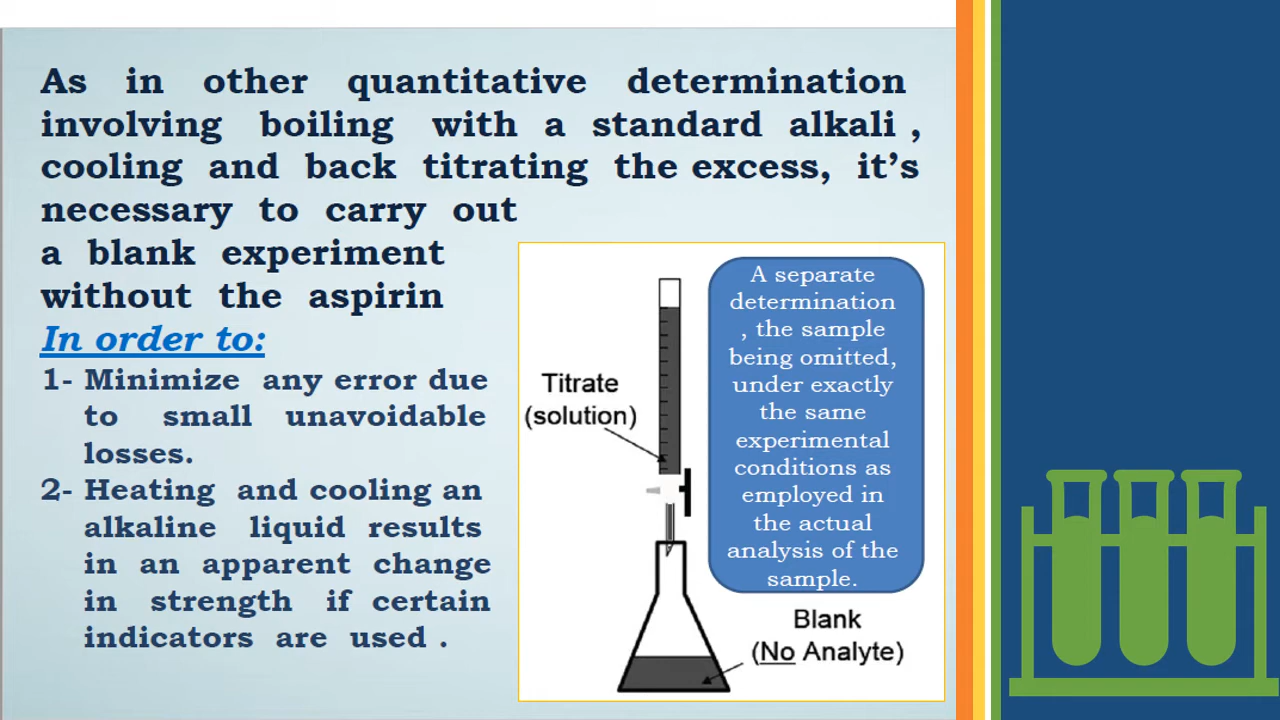 As in other quantitative determination
involving boiling with a standard alkali ,
cooling and back titrating the excess, it’s
necessary to carry out
a blank experiment
without the aspirin
In order to:
1- Minimize any error due
to small unavoidable
losses.
2- Heating and cooling an
alkaline liquid results
in an apparent change
in strength if certain
indicators are used .
Titrate
(solution)
A separate
determination
, the sample
being omitted,
under exactly
the same
experimental
conditions as
employed in
the actual
analysis of the
sample.
Blank
(No Analyte)